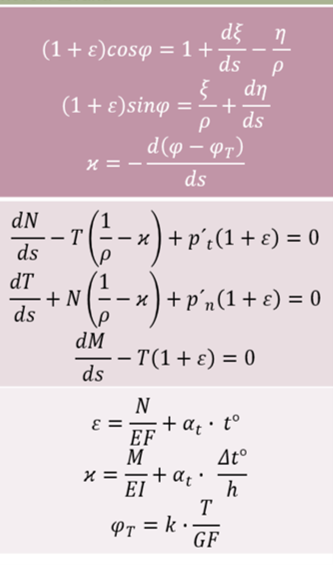 (1 + ε)cosφ = 1 + dξ/ds − η/ρ
(1 + ε)sinφ = ξ/ρ + dη/ds
ϰ = − d(φ − φ_T)/ds
dN/ds − T(1/ρ − ϰ) + p′_t(1 + ε) = 0
dT/ds + N(1/ρ − ϰ) + p′_n(1 + ε) = 0
dM/ds − T(1 + ε) = 0
ε = N/EF + α_t · t°
ϰ = M/EI + α_t · Δt°/h
φ_T = k · T/GF